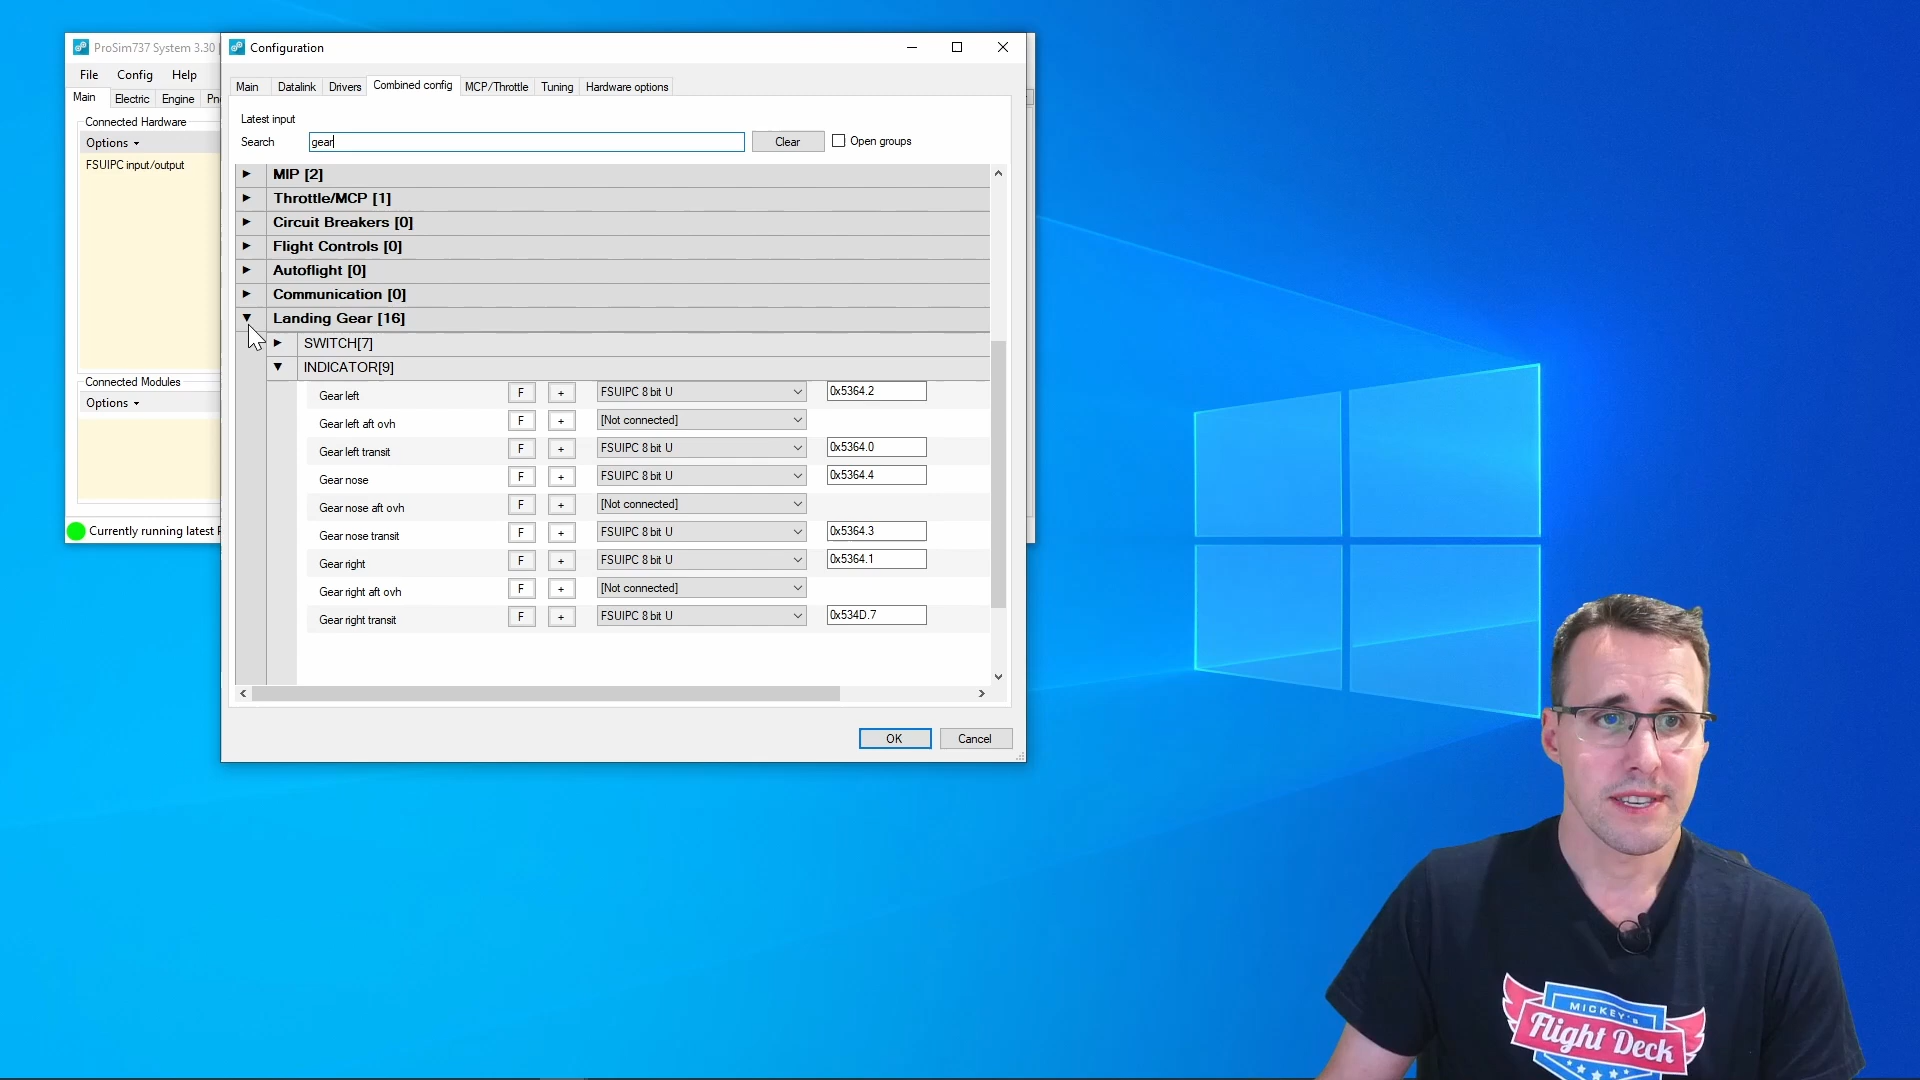 ProSim737 System 3.30
File Config Help
Main Electric Engine Pn
Connected Hardware
Options
FSUIPC input/output
Connected Modules
Options
Currently running latest
Configuration
Main Datalink Drivers Combined config MCP/Throttle Tuning Hardware options
Latest input
Search gear Clear Open groups
MIP [2]
Throttle/MCP [1]
Circuit Breakers [0]
Flight Controls [0]
Autoflight [0]
Communication [0]
Landing Gear [16]
SWITCH[7]
INDICATOR[9]
Gear left F + FSUIPC 8 bit U 0x5364.2
Gear left aft ovh F + [Not connected]
Gear left transit F + FSUIPC 8 bit U 0x5364.0
Gear nose F + FSUIPC 8 bit U 0x5364.4
Gear nose aft ovh F + [Not connected]
Gear nose transit F + FSUIPC 8 bit U 0x5364.3
Gear right F + FSUIPC 8 bit U 0x5364.1
Gear right aft ovh F + [Not connected]
Gear right transit F + FSUIPC 8 bit U 0x534D.7
OK Cancel
MICKEY's
Flight Deck